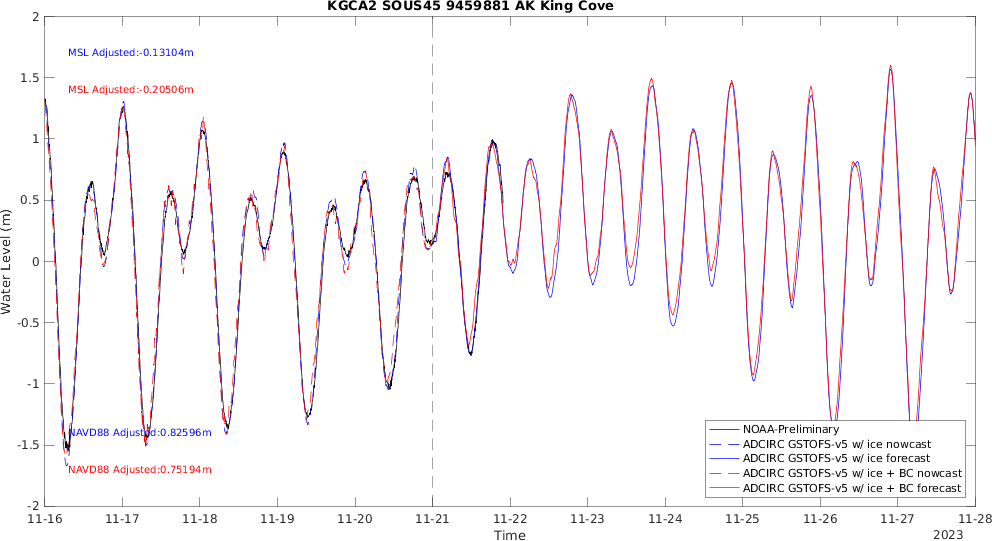 KGCA2 SOUS45 9459881 AK King Cove
MSL Adjusted:-0.13104m
MSL Adjusted:-0.20506m
NAVD88 Adjusted:0.82596m
NAVD88 Adjusted:0.75194m
Water Level (m)
2
1.5
1
0.5
0
-0.5
-1
-1.5
-2
NOAA-Preliminary
ADCIRC GSTOFS-v5 w/ ice nowcast
ADCIRC GSTOFS-v5 w/ ice forecast
ADCIRC GSTOFS-v5 w/ ice + BC nowcast
ADCIRC GSTOFS-v5 w/ ice + BC forecast
11-16 11-17 11-18 11-19 11-20 11-21 11-22 11-23 11-24 11-25 11-26 11-27 11-28
Time
2023